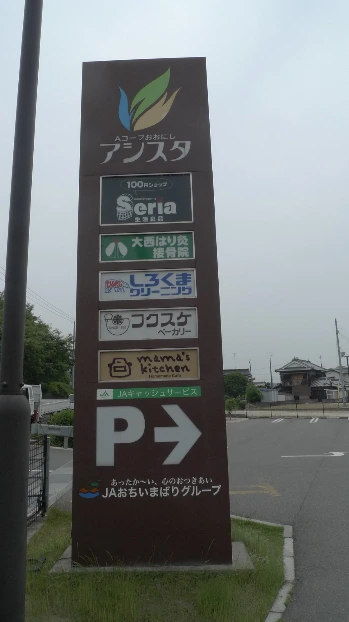 Aコープおおにし
アシスタ
100円ショップ
Seria
生活良品
大西はり灸
接骨院
しろくま
クリーニング
フクスケ
ベーカリー
mama's
kitchen
JAキャッシュサービス
P
あったか〜い、心のおつきあい
JAおちいまばりグループ